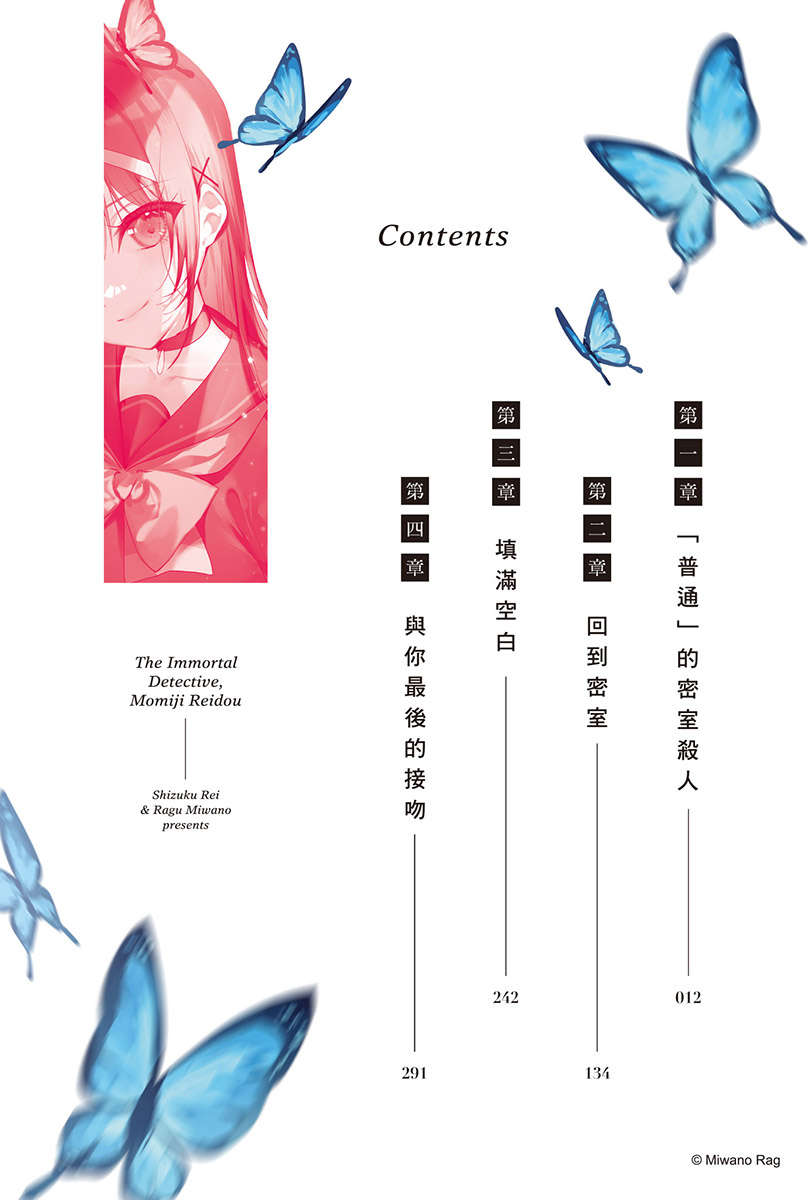 Contents
第一章 「普通」的密室殺人
012
第二章 回到密室
134
第三章 填滿空白
242
第四章 與你最後的接吻
291
The Immortal
Detective,
Momiji Reidou
Shizuku Rei
& Ragu Miwano
presents
© Miwano Rag